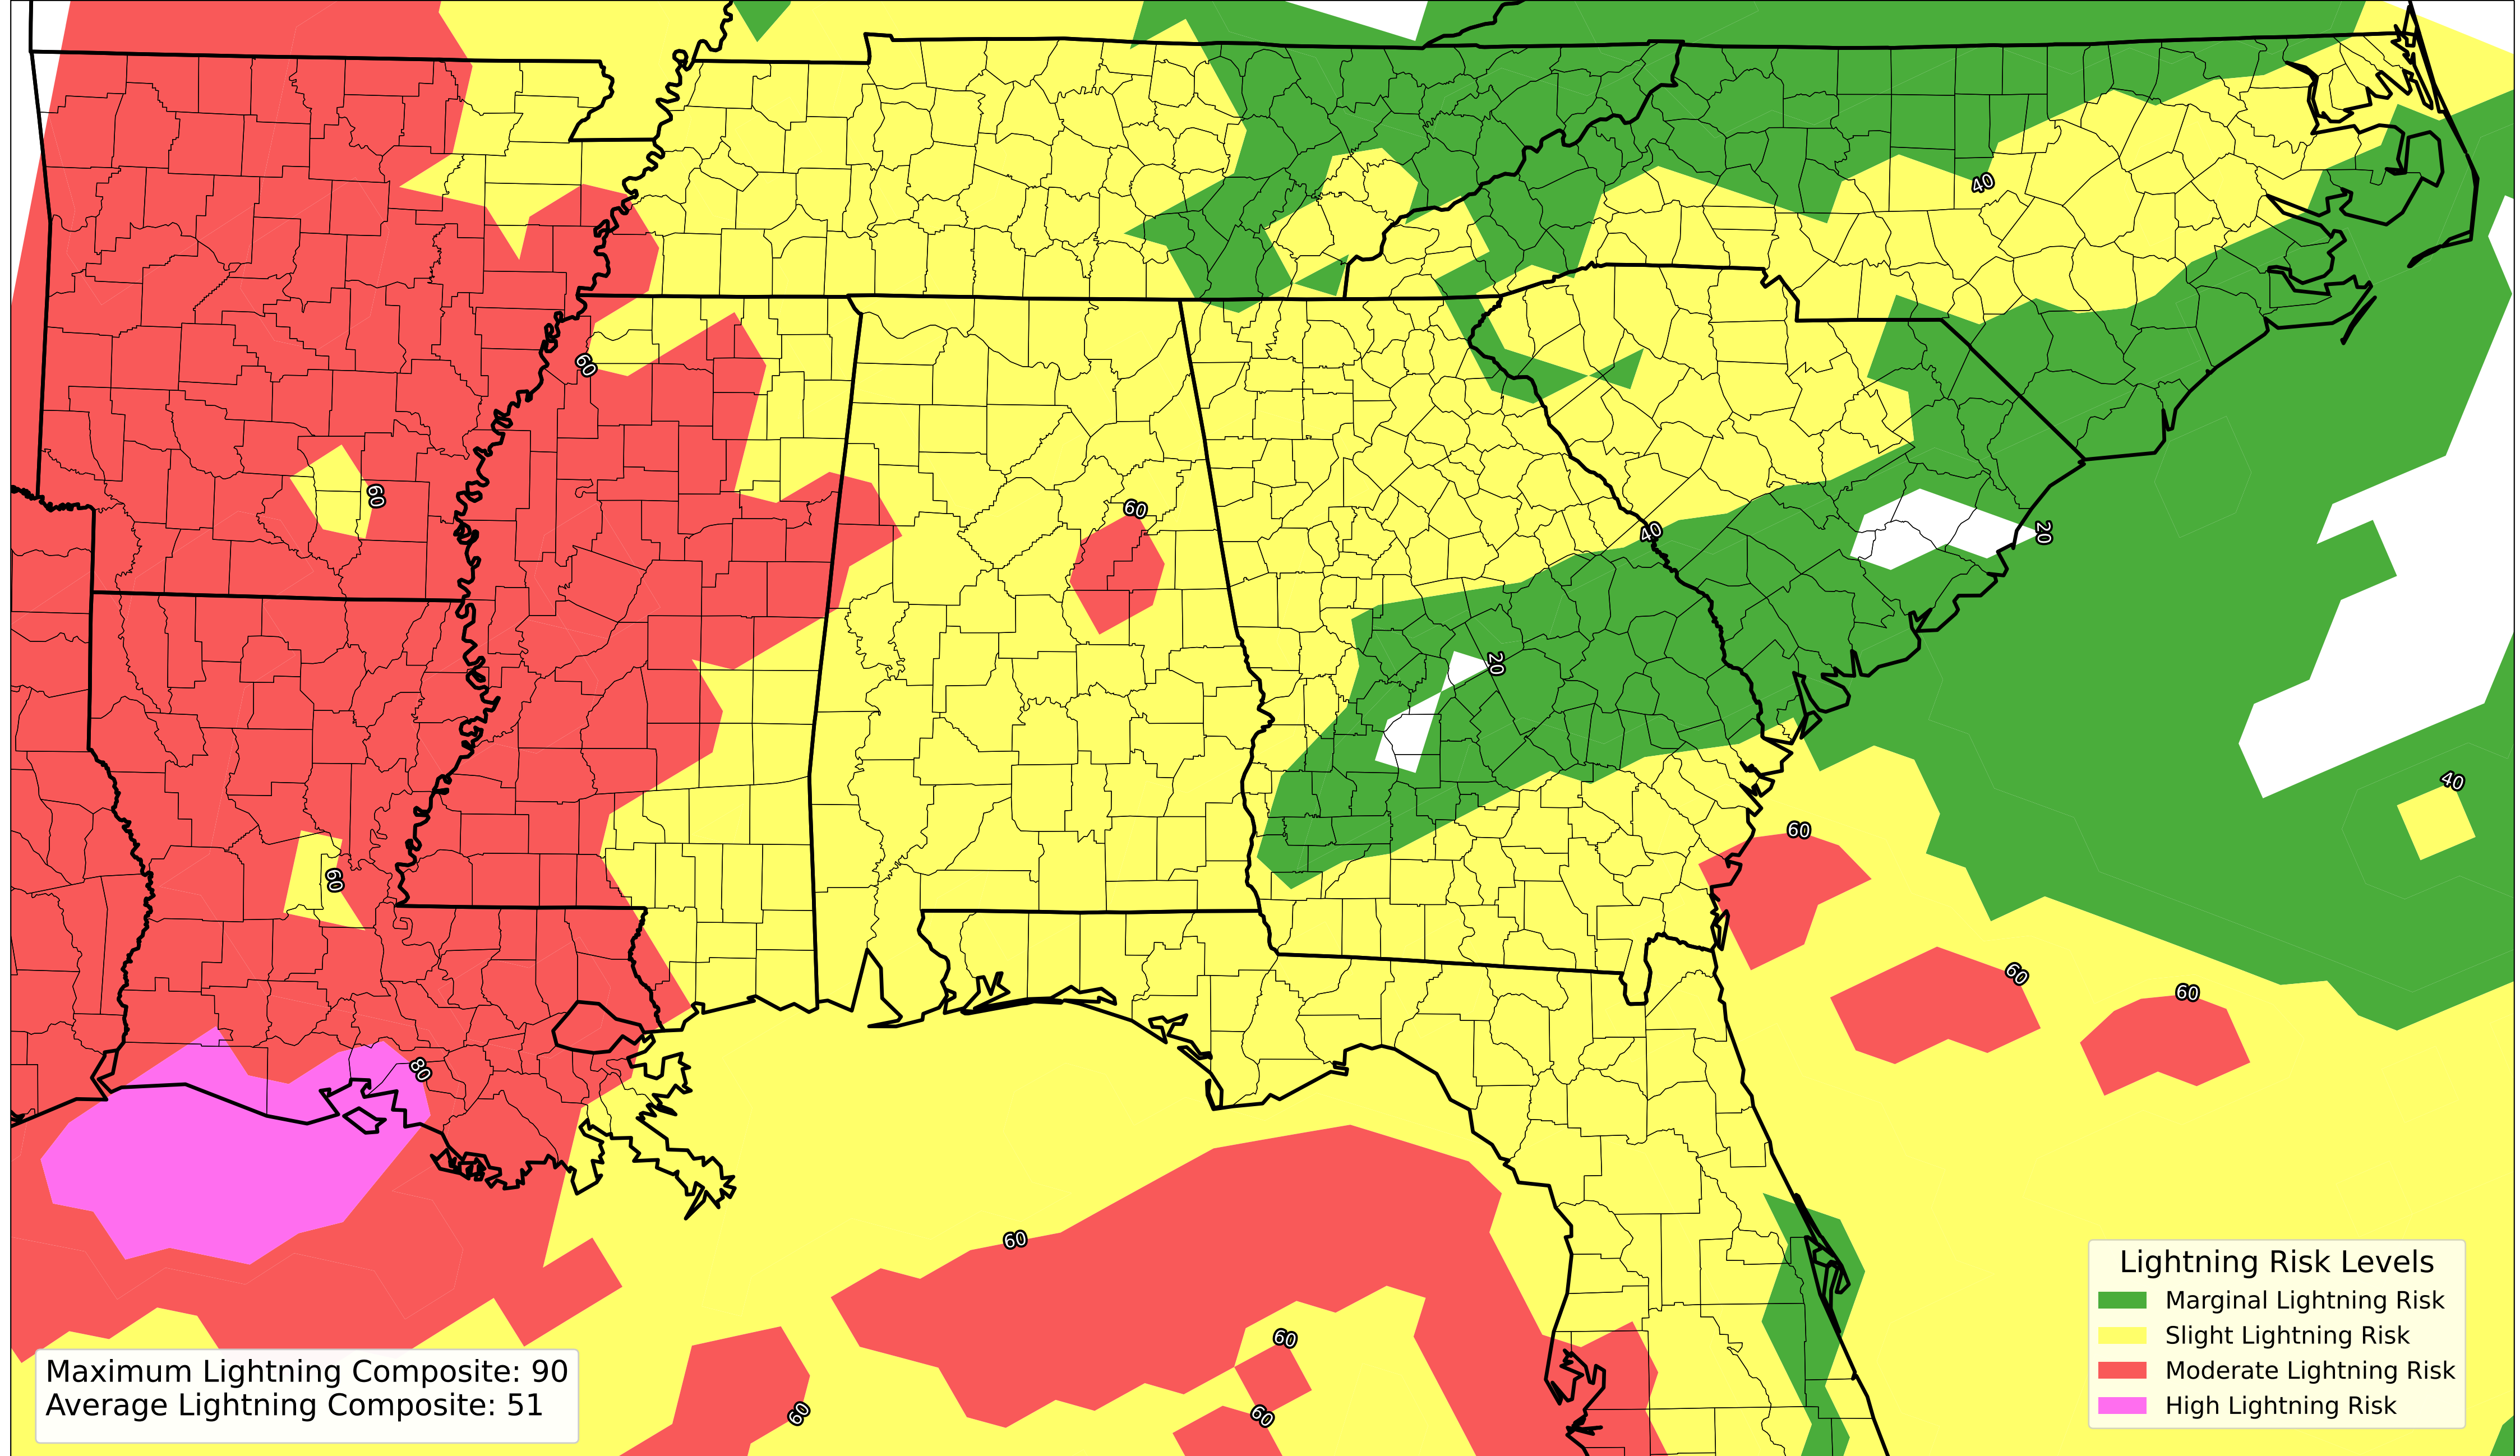 40
60
60
60
40
20
20
40
60
60
60
60
80
60
60
60
60
Lightning Risk Levels
Marginal Lightning Risk
Slight Lightning Risk
Moderate Lightning Risk
High Lightning Risk
Maximum Lightning Composite: 90
Average Lightning Composite: 51